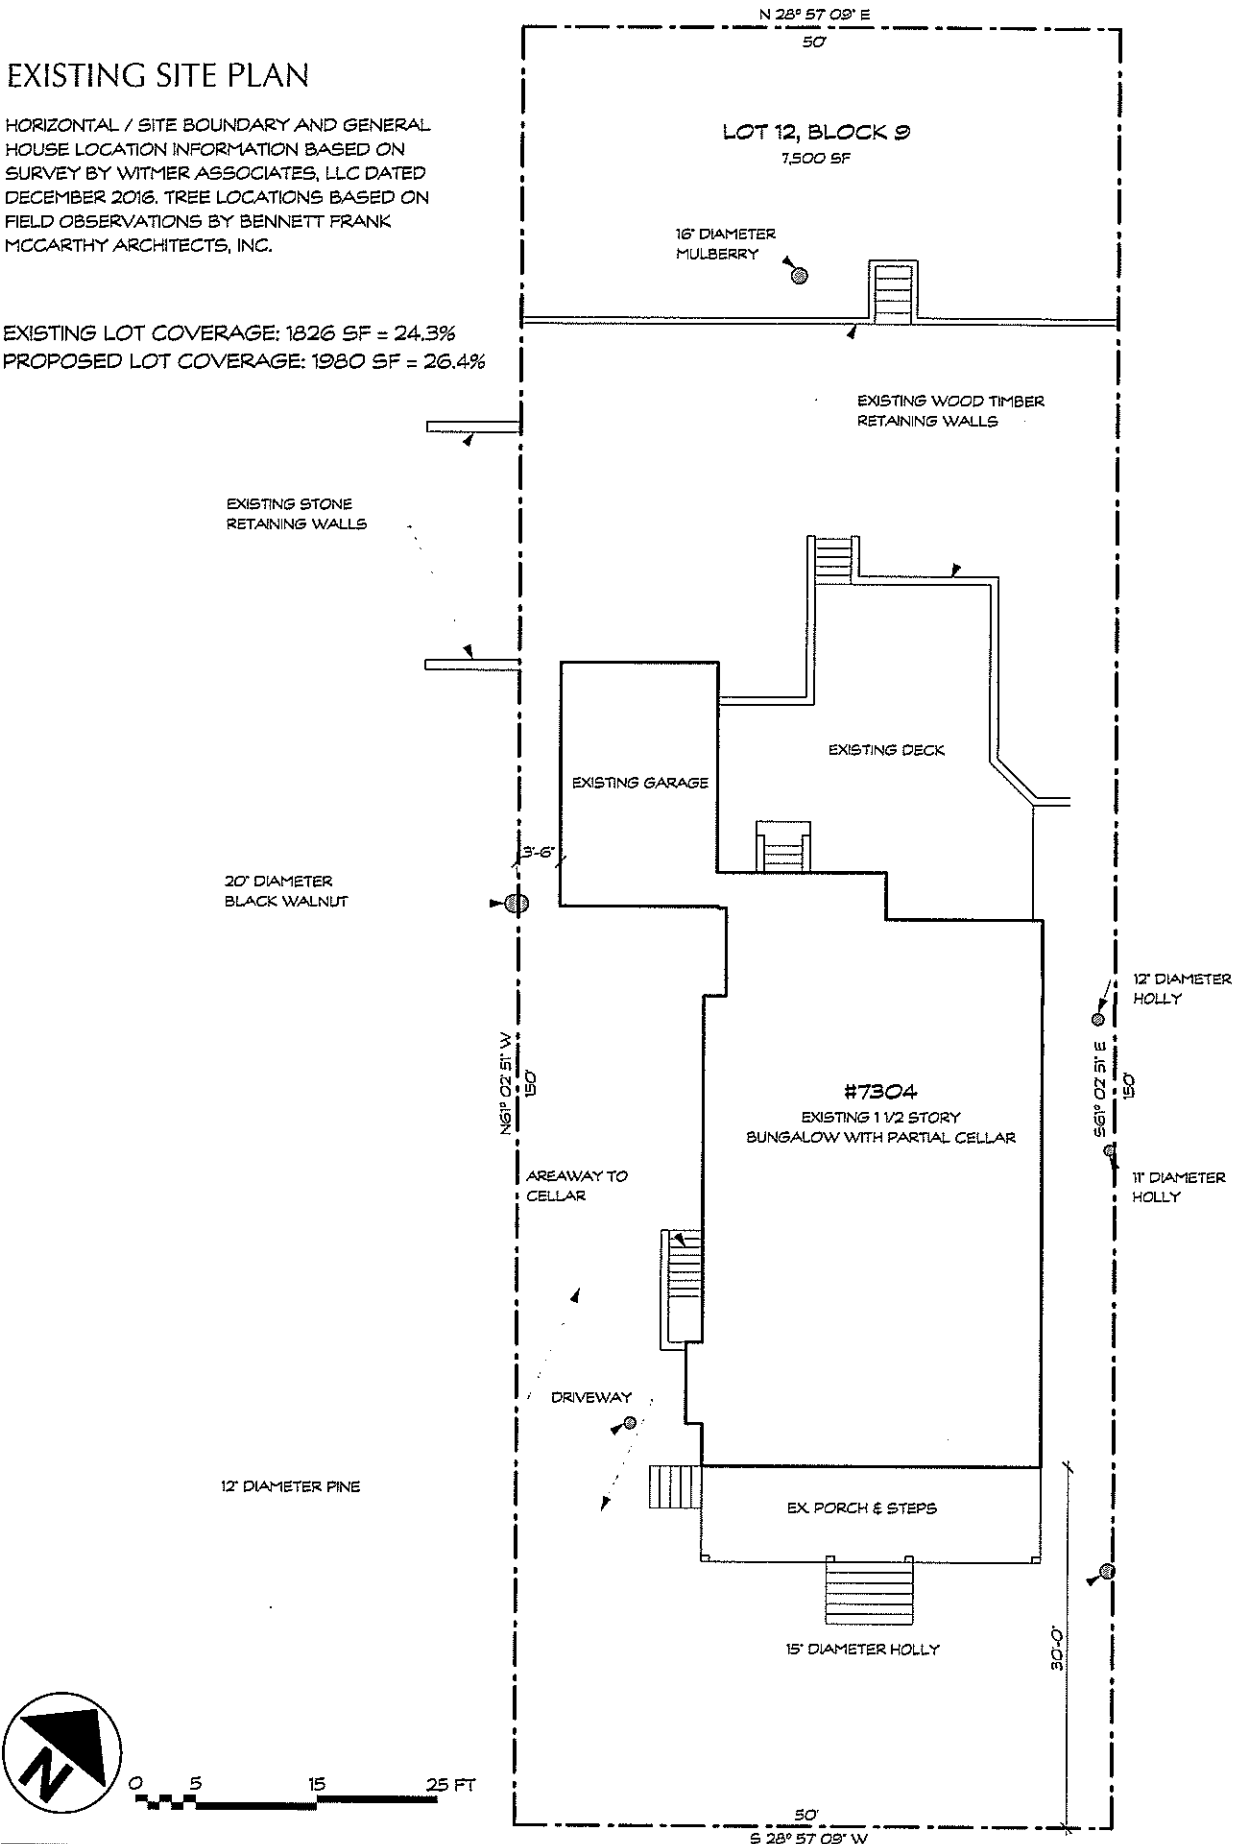 N 28° 57 09" E
50'
EXISTING SITE PLAN
HORIZONTAL / SITE BOUNDARY AND GENERAL
HOUSE LOCATION INFORMATION BASED ON
SURVEY BY WITMER ASSOCIATES, LLC DATED
DECEMBER 2016. TREE LOCATIONS BASED ON
FIELD OBSERVATIONS BY BENNETT FRANK
MCCARTHY ARCHITECTS, INC.
LOT 12, BLOCK 9
7,500 SF
16" DIAMETER
MULBERRY
EXISTING LOT COVERAGE: 1826 SF = 24.3%
PROPOSED LOT COVERAGE: 1980 SF = 26.4%
EXISTING WOOD TIMBER
RETAINING WALLS
EXISTING STONE
RETAINING WALLS
EXISTING DECK
EXISTING GARAGE
3'-6"
20" DIAMETER
BLACK WALNUT
12" DIAMETER
HOLLY
N61° 02' 51" W
150'
S61° 02' 51" E
150'
#7304
EXISTING 1 1/2 STORY
BUNGALOW WITH PARTIAL CELLAR
AREAWAY TO
CELLAR
11" DIAMETER
HOLLY
DRIVEWAY
12" DIAMETER PINE
EX. PORCH & STEPS
15" DIAMETER HOLLY
30'-0"
N
0 5 15 25 FT
50'
S 28° 57 09" W